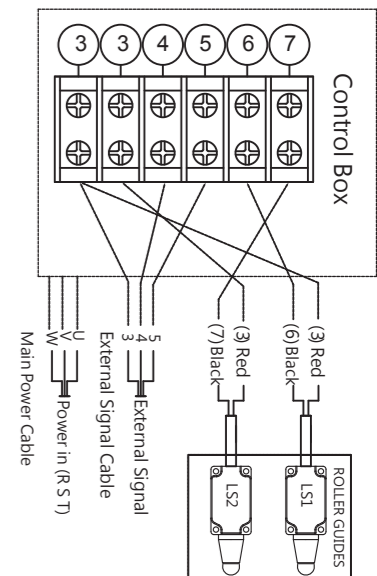 3 3 4 5 6 7
Control Box
U
V
W
Power in (R S T)
Main Power Cable
5
4
3
External Signal
External Signal Cable
(3) Red
(7) Black
(3) Red
(6) Black
LS2
LS1
ROLLER GUIDES